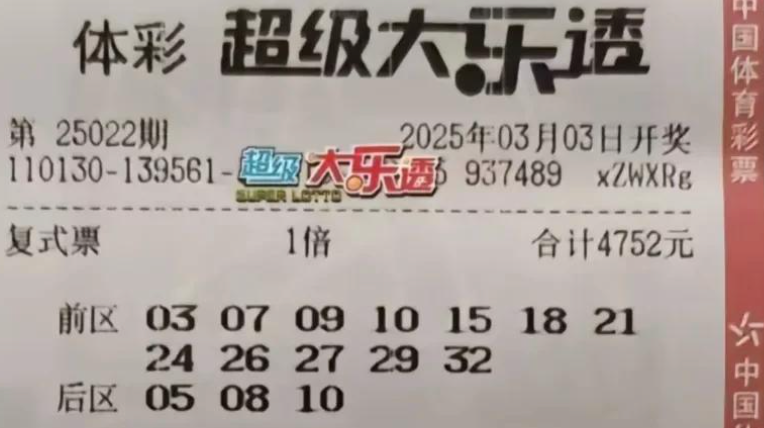 体彩 超级大乐透
第 25022期 2025年03月03日开奖
110130-139561- 937489 xZWXRg
超级大乐透
SUPER LOTTO
复式票 1倍 合计4752元
前区 03 07 09 10 15 18 21
24 26 27 29 32
后区 05 08 10
中国体育彩票
中国